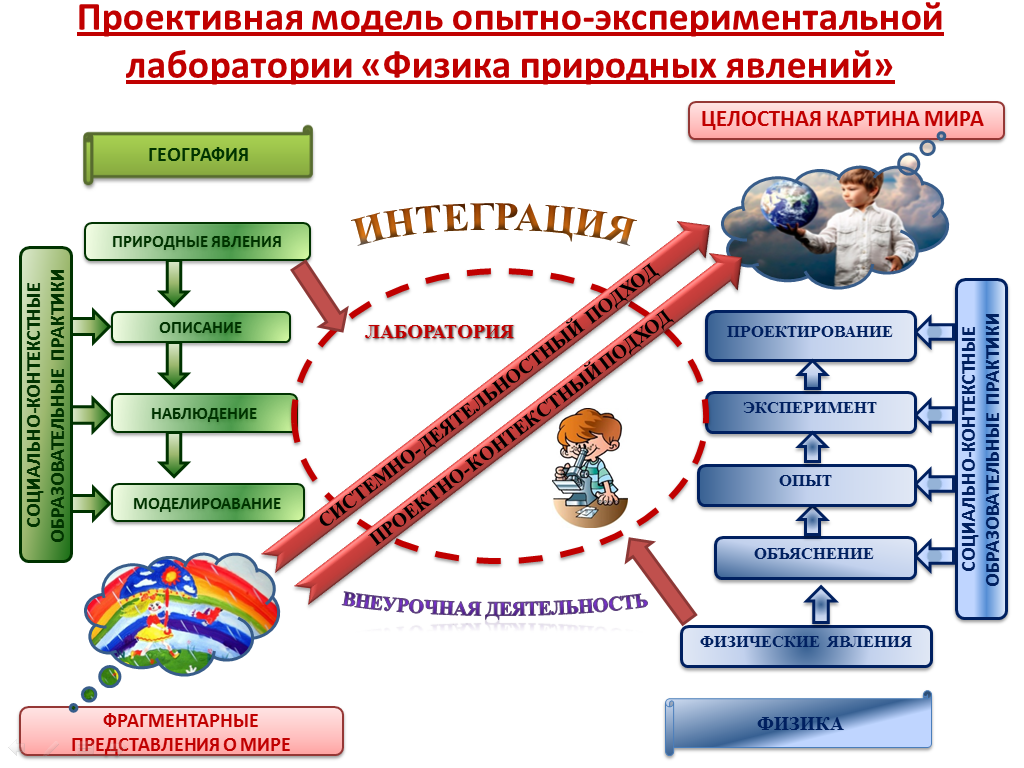 Проективная модель опытно-экспериментальной
лаборатории «Физика природных явлений»
ЦЕЛОСТНАЯ КАРТИНА МИРА
ГЕОГРАФИЯ
ИНТЕГРАЦИЯ
ПРИРОДНЫЕ ЯВЛЕНИЯ
ОПИСАНИЕ
НАБЛЮДЕНИЕ
МОДЕЛИРОАВАНИЕ
СОЦИАЛЬНО-КОНТЕКСТНЫЕ
ОБРАЗОВАТЕЛЬНЫЕ ПРАКТИКИ
ЛАБОРАТОРИЯ
СИСТЕМНО-ДЕЯТЕЛЬНОСТНЫЙ ПОДХОД
ПРОЕКТНО-КОНТЕКСТНЫЙ ПОДХОД
ПРОЕКТИРОВАНИЕ
ЭКСПЕРИМЕНТ
ОПЫТ
ОБЪЯСНЕНИЕ
ФИЗИЧЕСКИЕ ЯВЛЕНИЯ
СОЦИАЛЬНО-КОНТЕКСТНЫЕ
ОБРАЗОВАТЕЛЬНЫЕ ПРАКТИКИ
ВНЕУРОЧНАЯ ДЕЯТЕЛЬНОСТЬ
ФРАГМЕНТАРНЫЕ
ПРЕДСТАВЛЕНИЯ О МИРЕ
ФИЗИКА